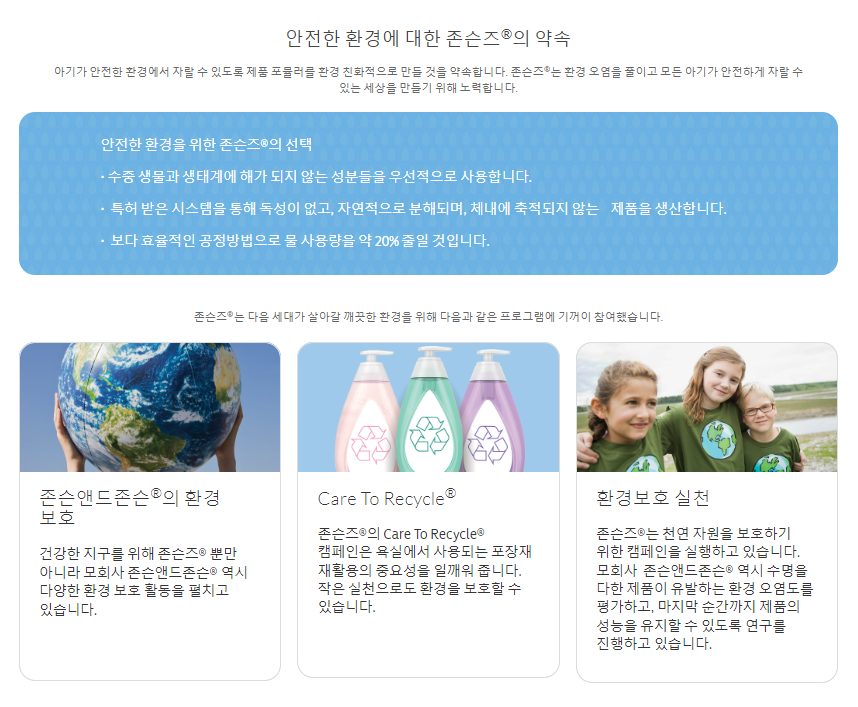 안전한 환경에 대한 존슨즈®의 약속
아기가 안전한 환경에서 자랄 수 있도록 제품 포뮬러를 환경 친화적으로 만들 것을 약속합니다. 존슨즈®는 환경 오염을 풀이고 모든 아기가 안전하게 자랄 수
있는 세상을 만들기 위해 노력합니다.
안전한 환경을 위한 존슨즈®의 선택
· 수중 생물과 생태계에 해가 되지 않는 성분들을 우선적으로 사용합니다.
· 특허 받은 시스템을 통해 독성이 없고, 자연적으로 분해되며, 체내에 축적되지 않는 제품을 생산합니다.
· 보다 효율적인 공정방법으로 물 사용량을 약 20% 줄일 것입니다.
존슨즈®는 다음 세대가 살아갈 깨끗한 환경을 위해 다음과 같은 프로그램에 기꺼이 참여했습니다.
존슨앤드존슨®의 환경
보호
건강한 지구를 위해 존슨즈® 뿐만
아니라 모회사 존슨앤드존슨® 역시
다양한 환경 보호 활동을 펼치고
있습니다.
Care To Recycle®
존슨즈®의 Care To Recycle®
캠페인은 욕실에서 사용되는 포장재
재활용의 중요성을 일깨워 줍니다.
작은 실천으로도 환경을 보호할 수
있습니다.
환경보호 실천
존슨즈®는 천연 자원을 보호하기
위한 캠페인을 실행하고 있습니다.
모회사 존슨앤드존슨® 역시 수명을
다한 제품이 유발하는 환경 오염도를
평가하고, 마지막 순간까지 제품의
성능을 유지할 수 있도록 연구를
진행하고 있습니다.